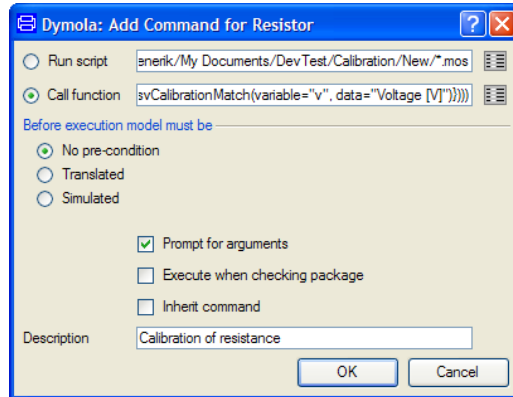 Dymola: Add Command for Resistor
Run script enerik/My Documents/DevTest/Calibration/New/*.mos
Call function svCalibrationMatch(variable="v", data="Voltage [V]")})))
Before execution model must be
No pre-condition
Translated
Simulated
Prompt for arguments
Execute when checking package
Inherit command
Description Calibration of resistance
OK Cancel